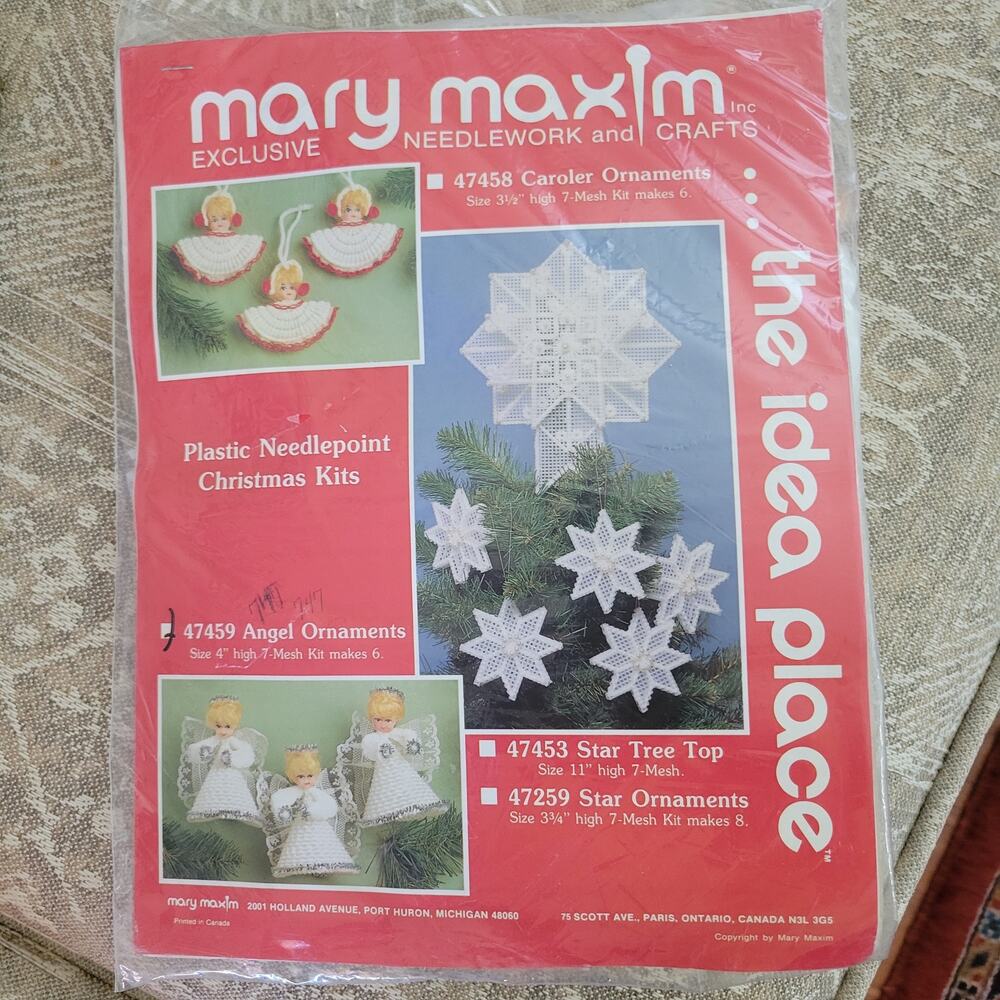 mary maxim® Inc
EXCLUSIVE NEEDLEWORK and CRAFTS
47458 Caroler Ornaments
Size 3½" high 7-Mesh Kit makes 6.
... the idea place™
Plastic Needlepoint
Christmas Kits
47459 Angel Ornaments
Size 4" high 7-Mesh Kit makes 6.
47453 Star Tree Top
Size 11" high 7-Mesh.
47259 Star Ornaments
Size 3¾" high 7-Mesh Kit makes 8.
mary maxim 2001 HOLLAND AVENUE, PORT HURON, MICHIGAN 48060 75 SCOTT AVE., PARIS, ONTARIO, CANADA N3L 3G5
Printed in Canada
Copyright by Mary Maxim